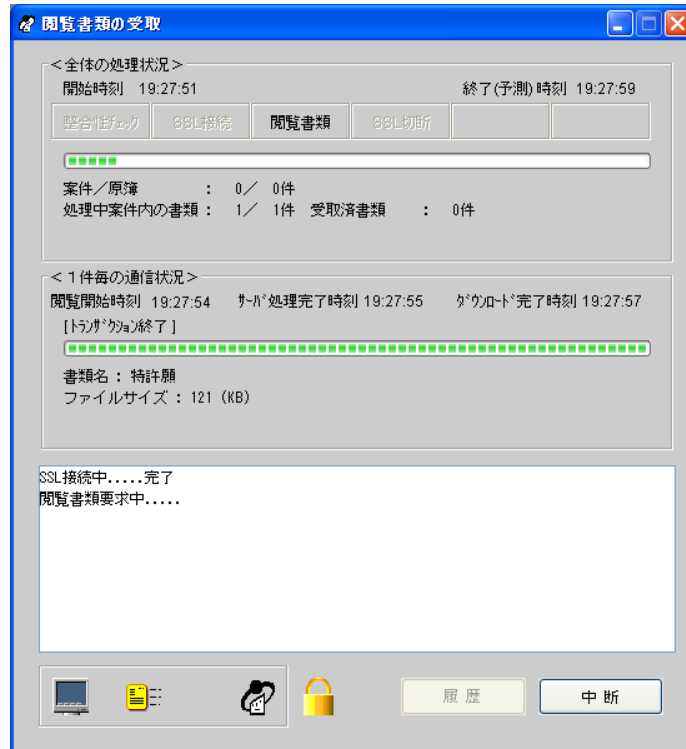 閲覧書類の受取
＜全体の処理状況＞
開始時刻 19:27:51 終了(予測)時刻 19:27:59
整合性ﾁｪｯｸ SSL接続 閲覧書類 SSL切断
案件／原簿 : 0／ 0件
処理中案件内の書類 : 1／ 1件 受取済書類 : 0件
＜１件毎の通信状況＞
閲覧開始時刻 19:27:54 ｻｰﾊﾞ処理完了時刻 19:27:55 ﾀﾞｳﾝﾛｰﾄﾞ完了時刻 19:27:57
[ﾄﾗﾝｻﾞｸｼｮﾝ終了]
書類名 : 特許願
ファイルサイズ : 121 (KB)
SSL接続中.....完了
閲覧書類要求中.....
履歴 中断